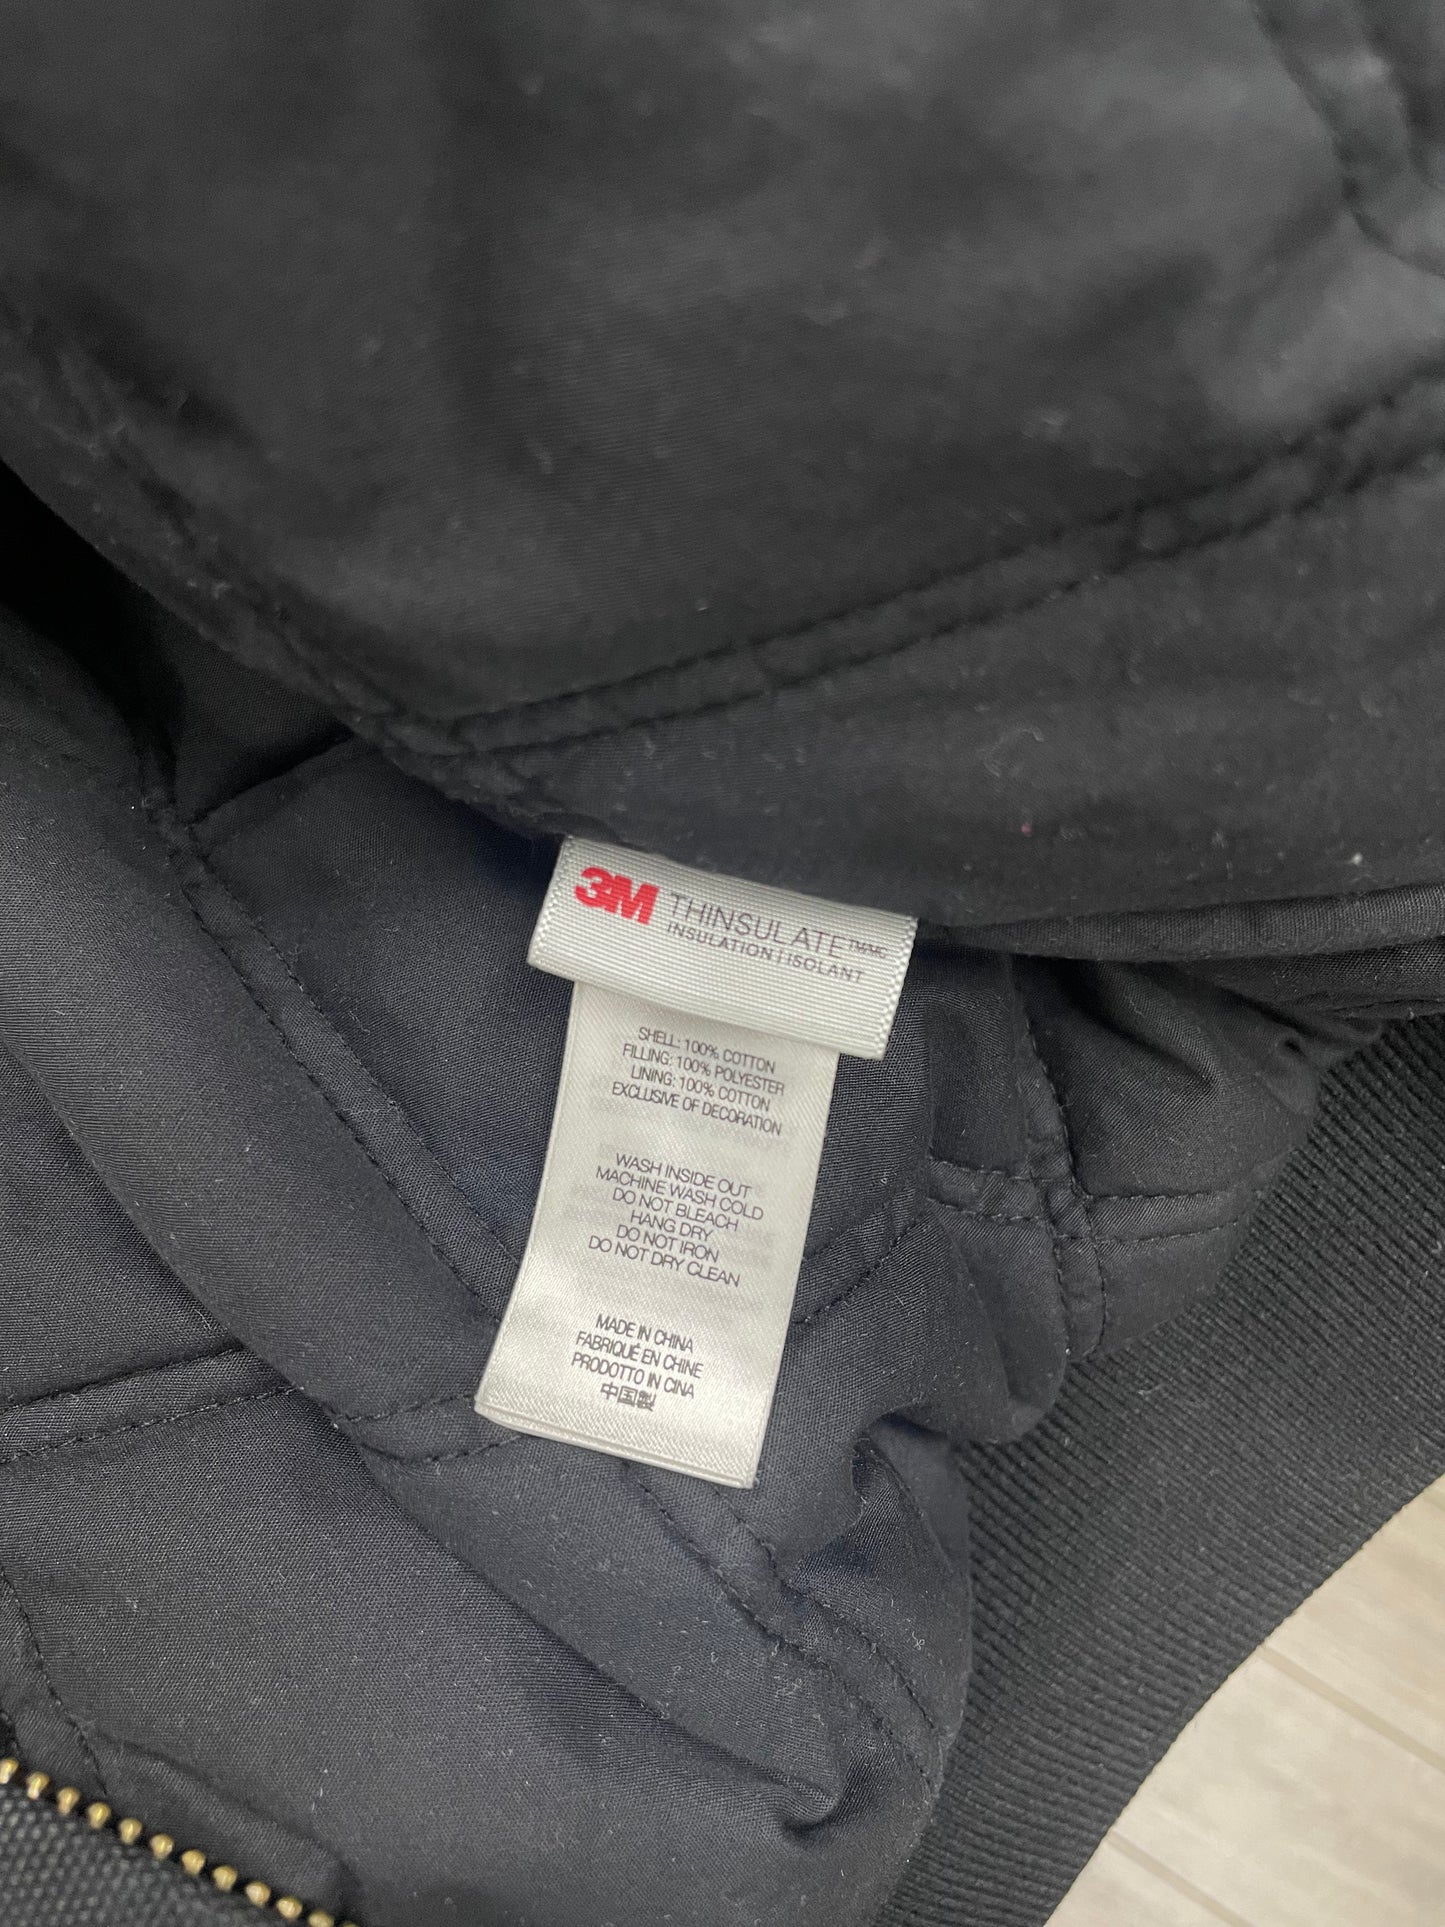 3M THINSULATE™/MC
INSULATION | ISOLANT
SHELL: 100% COTTON
FILLING: 100% POLYESTER
LINING: 100% COTTON
EXCLUSIVE OF DECORATION
WASH INSIDE OUT
MACHINE WASH COLD
DO NOT BLEACH
HANG DRY
DO NOT IRON
DO NOT DRY CLEAN
MADE IN CHINA
FABRIQUÉ EN CHINE
PRODOTTO IN CINA
中国製